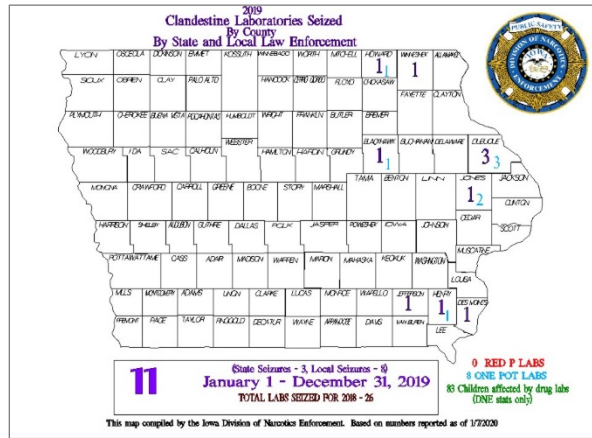 2019
Clandestine Laboratories Seized
By County
By State and Local Law Enforcement
PUBLIC SAFETY
DIVISION OF NARCOTICS
ENFORCEMENT
LYON OSCEOLA DICKINSON EMMET KOSSUTH WINNEBAGO WORTH MITCHELL HOWARD WINNESHIEK ALLAMAKEE
1 1 1
SIOUX OBRIEN CLAY PALO ALTO HANCOCK CERRO GORDO FLOYD CHICKASAW
FAYETTE CLAYTON
PLYMOUTH CHEROKEE BUENA VISTA POCAHONTAS HUMBOLDT WRIGHT FRANKLIN BUTLER BREMER
WEBSTER BLACKHAWK BUCHANAN DELAWARE DUBUQUE
WOODBURY IDA SAC CALHOUN HAMILTON HARDIN GRUNDY 1 1 3 3
TAMA BENTON LINN JONES JACKSON
MONONA CRAWFORD CARROLL GREENE BOONE STORY MARSHALL 1 2 CLINTON
CEDAR
HARRISON SHELBY AUDUBON GUTHRIE DALLAS POLK JASPER POWESHIEK IOWA JOHNSON SCOTT
MUSCATINE
POTTAWATTAME CASS ADAIR MADISON WARREN MARION MAHASKA KEOKUK WASHINGTON
LOUISA
MILLS MONTGOMERY ADAMS UNION CLARKE LUCAS MONROE WAPELLO JEFFERSON HENRY DES MOINES
1 1 1 1
FREMONT PAGE TAYLOR RINGGOLD DECATUR WAYNE APPANOOSE DAVIS VAN BUREN LEE
0 RED P LABS
8 ONE POT LABS
83 Children affected by drug labs
(DNE stats only)
11
(State Seizures - 3, Local Seizures - 8)
January 1 - December 31, 2019
TOTAL LABS SEIZED FOR 2018 - 26
This map compiled by the Iowa Division of Narcotics Enforcement. Based on numbers reported as of 1/7/2020